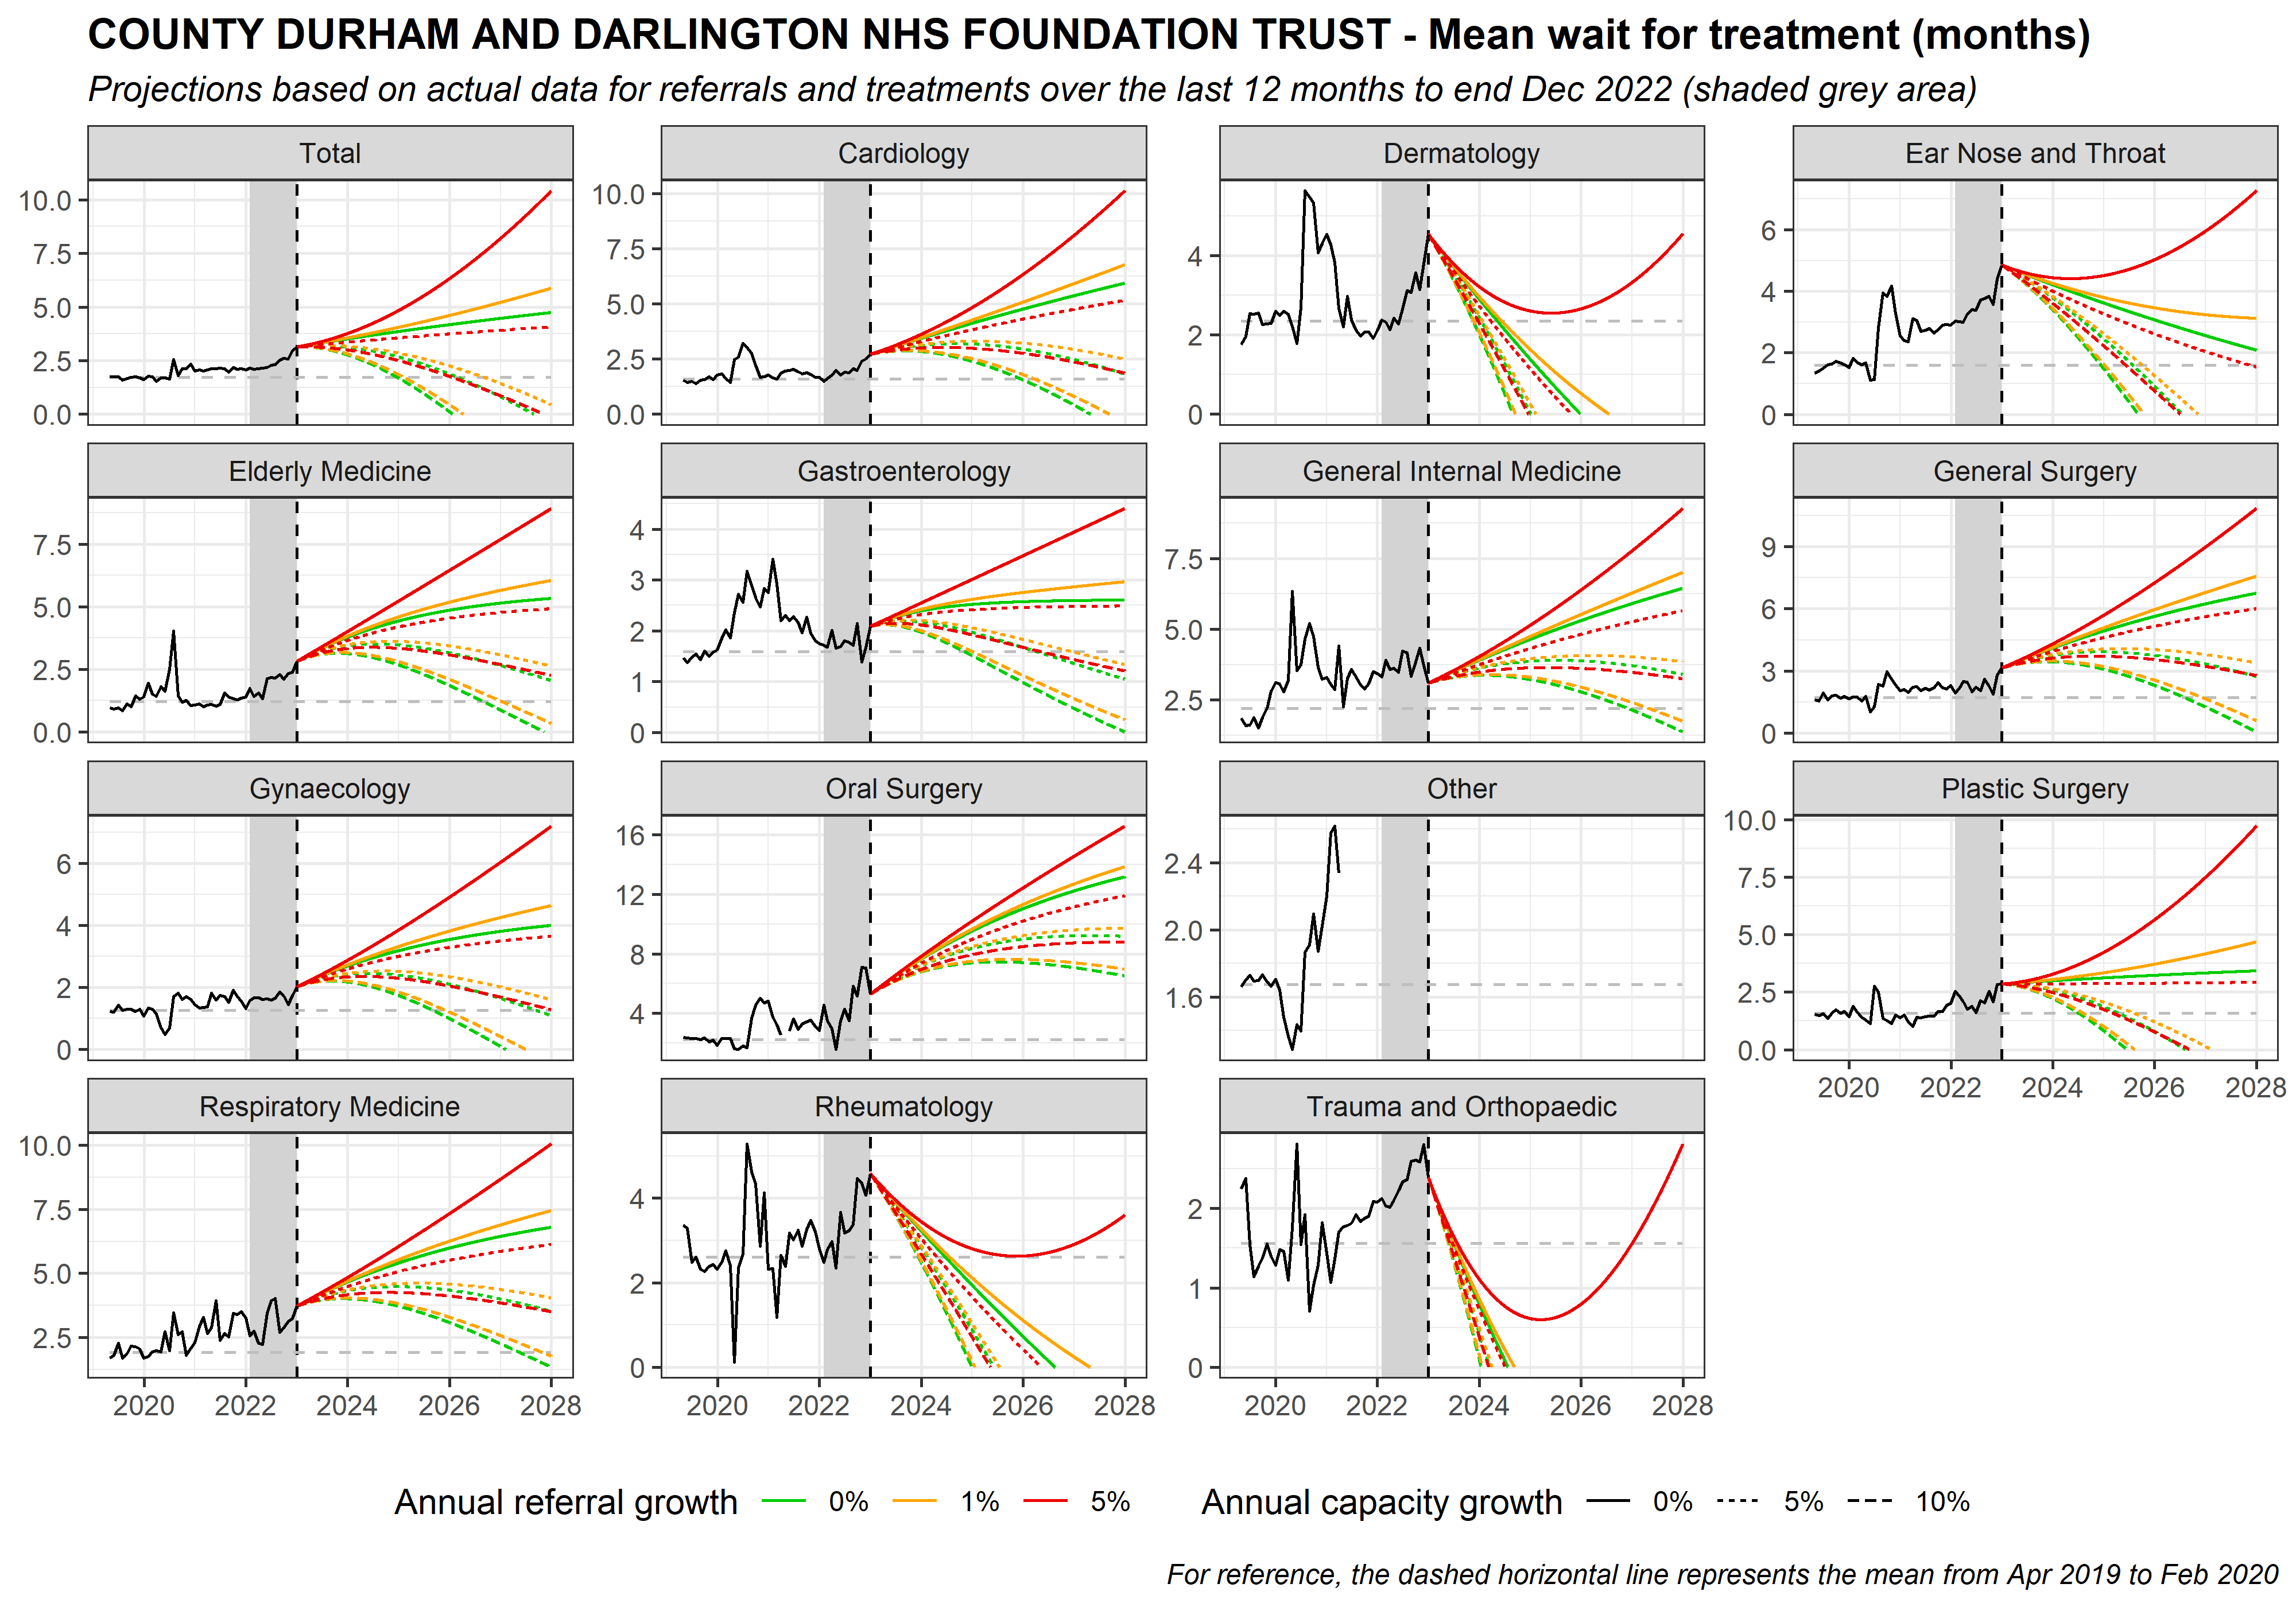 COUNTY DURHAM AND DARLINGTON NHS FOUNDATION TRUST - Mean wait for treatment (months)
Projections based on actual data for referrals and treatments over the last 12 months to end Dec 2022 (shaded grey area)
Total
10.0
7.5
5.0
2.5
0.0
Cardiology
10.0
7.5
5.0
2.5
0.0
Dermatology
4
2
0
Ear Nose and Throat
6
4
2
0
Elderly Medicine
7.5
5.0
2.5
0.0
Gastroenterology
4
3
2
1
0
General Internal Medicine
7.5
5.0
2.5
General Surgery
9
6
3
0
Gynaecology
6
4
2
0
Oral Surgery
16
12
8
4
Other
2.4
2.0
1.6
Plastic Surgery
10.0
7.5
5.0
2.5
0.0
2020 2022 2024 2026 2028
Respiratory Medicine
10.0
7.5
5.0
2.5
2020 2022 2024 2026 2028
Rheumatology
4
2
0
2020 2022 2024 2026 2028
Trauma and Orthopaedic
2
1
0
2020 2022 2024 2026 2028
Annual referral growth 0% 1% 5%
Annual capacity growth 0% 5% 10%
For reference, the dashed horizontal line represents the mean from Apr 2019 to Feb 2020